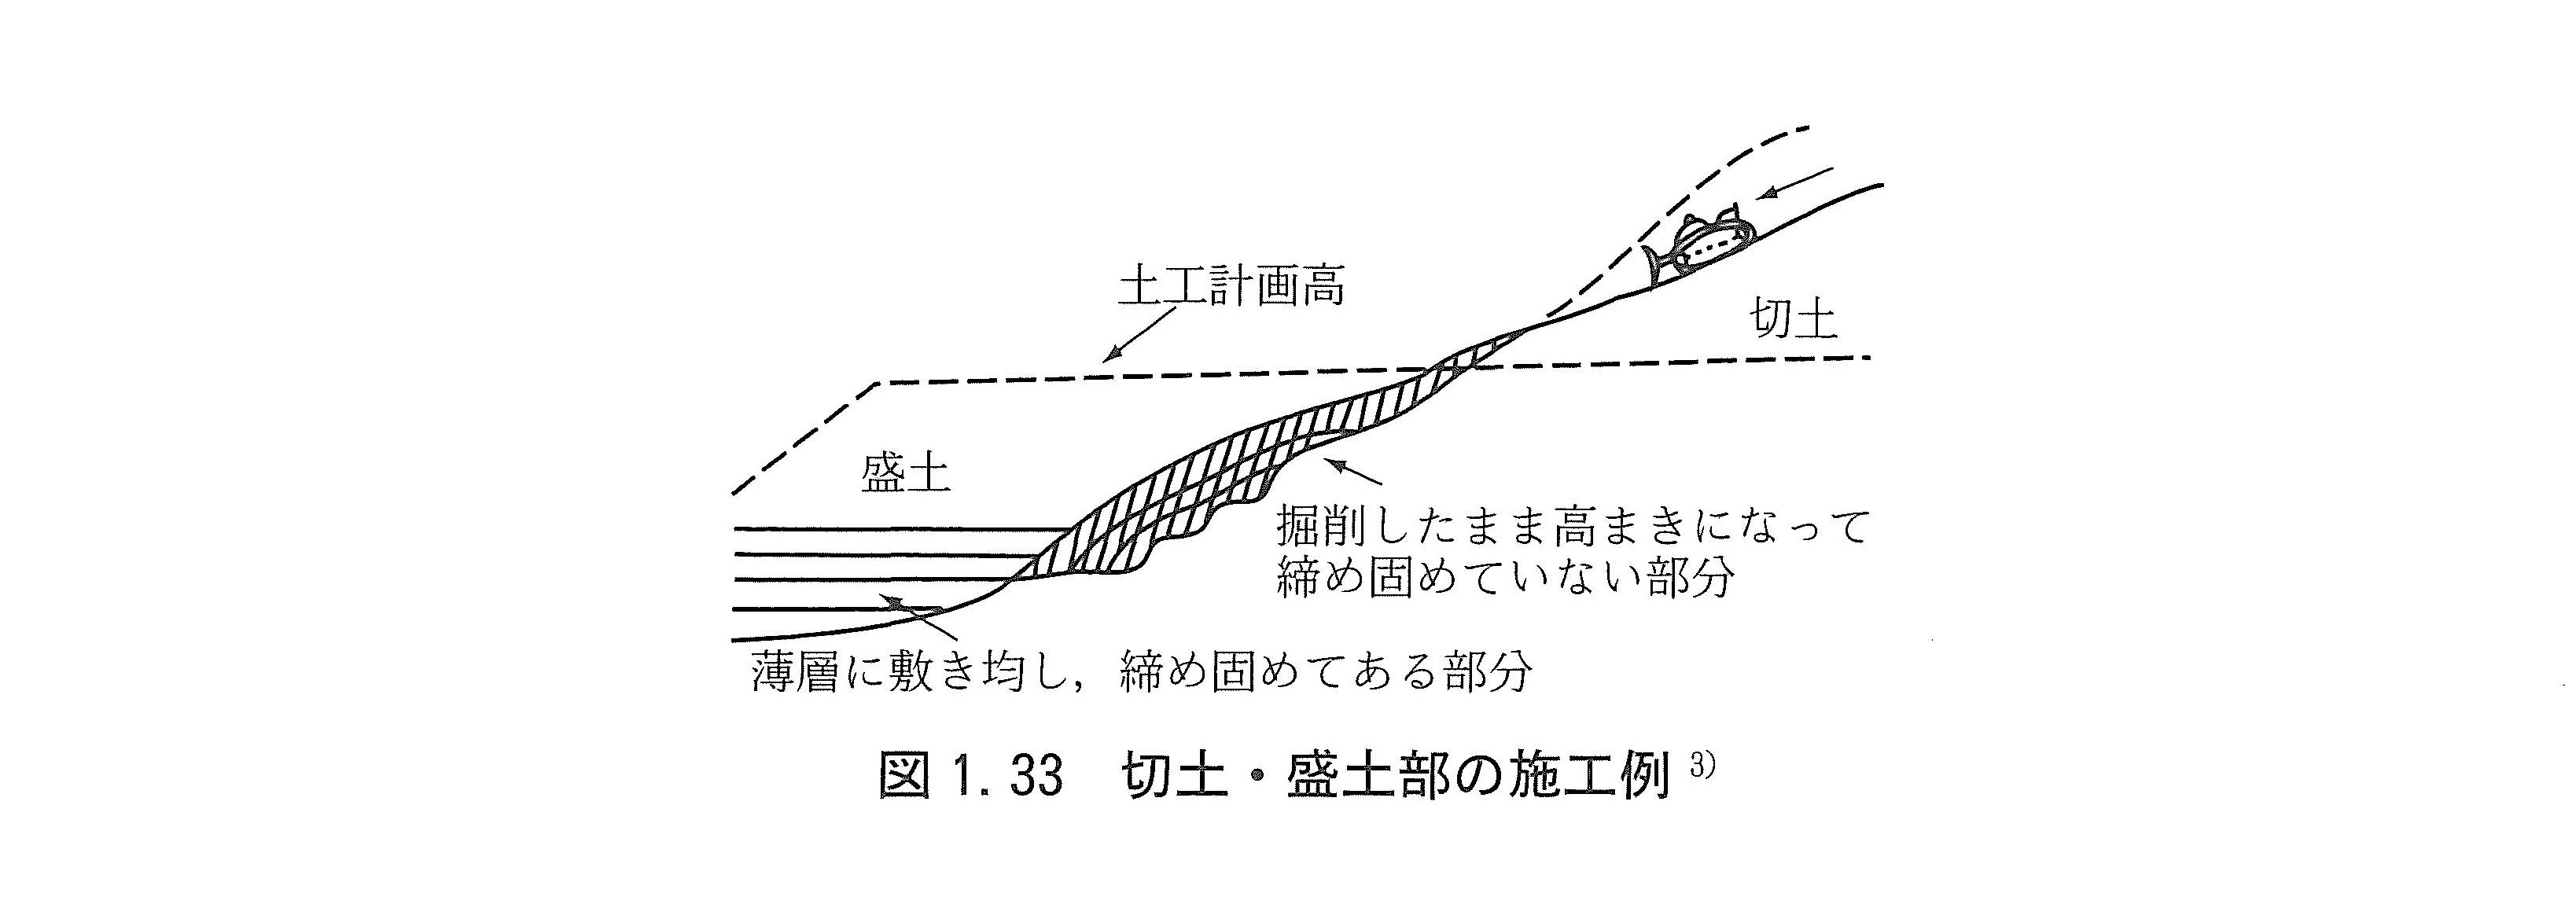 土工計画高
切土
盛土
掘削したまま高まきになって
締め固めていない部分
薄層に敷き均し，締め固めてある部分
図1.33 切土・盛土部の施工例 3)